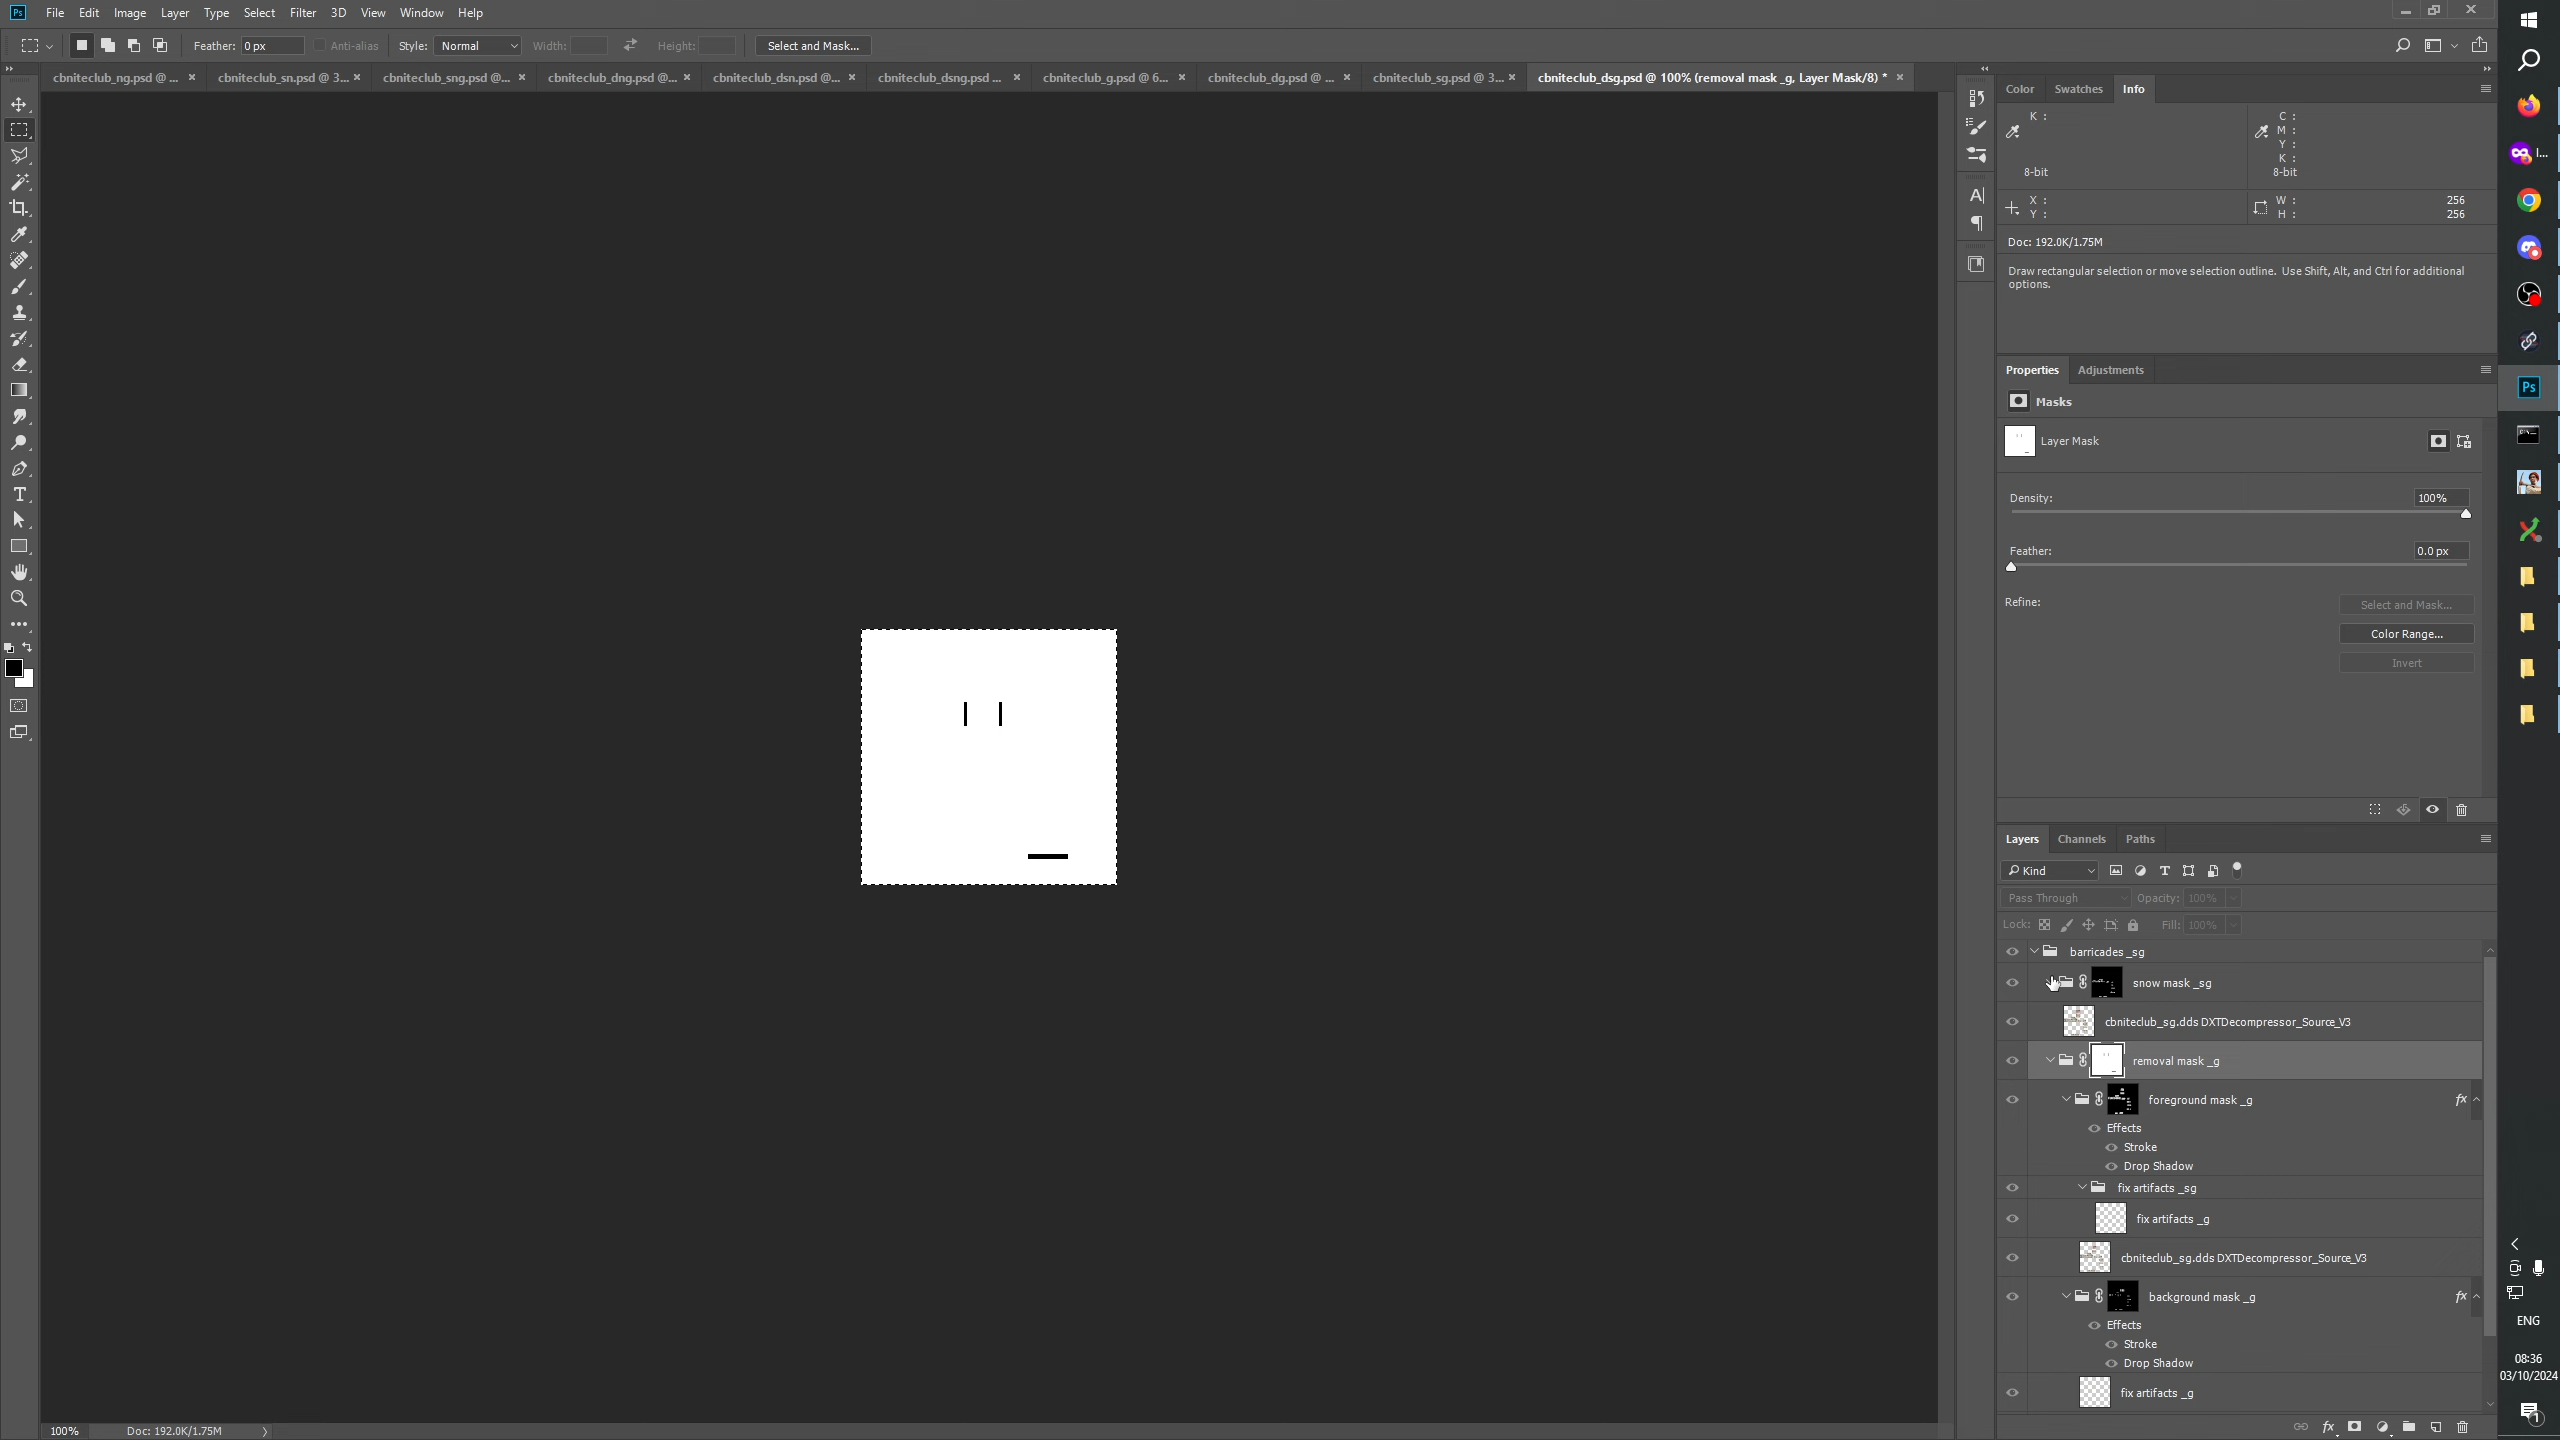 Ps File Edit Image Layer Type Select Filter 3D View Window Help
Feather: 0 px Anti-alias Style: Normal Width: Height: Select and Mask...
cbniteclub_ng.psd @ ... cbniteclub_sn.psd @ 3... cbniteclub_sng.psd @... cbniteclub_dng.psd @... cbniteclub_dsn.psd @... cbniteclub_dsng.psd ... cbniteclub_g.psd @ 6... cbniteclub_dg.psd @ ... cbniteclub_sg.psd @ 3... cbniteclub_dsg.psd @ 100% (removal mask _g, Layer Mask/8) *
Color Swatches Info
K :
8-bit
C :
M :
Y :
K :
8-bit
X :
Y :
W : 256
H : 256
Doc: 192.0K/1.75M
Draw rectangular selection or move selection outline. Use Shift, Alt, and Ctrl for additional
options.
Properties Adjustments
Masks
Layer Mask
Density: 100%
Feather: 0.0 px
Refine: Select and Mask...
Color Range...
Invert
Layers Channels Paths
Kind
Pass Through Opacity: 100%
Lock: Fill: 100%
barricades _sg
snow mask _sg
cbniteclub_sg.dds DXTDecompressor_Source_V3
removal mask _g
foreground mask _g fx
Effects
Stroke
Drop Shadow
fix artifacts _sg
fix artifacts _g
cbniteclub_sg.dds DXTDecompressor_Source_V3
background mask _g fx
Effects
Stroke
Drop Shadow
fix artifacts _g
fx
100% Doc: 192.0K/1.75M
I...
Ps
ENG
08:36
03/10/2024
1